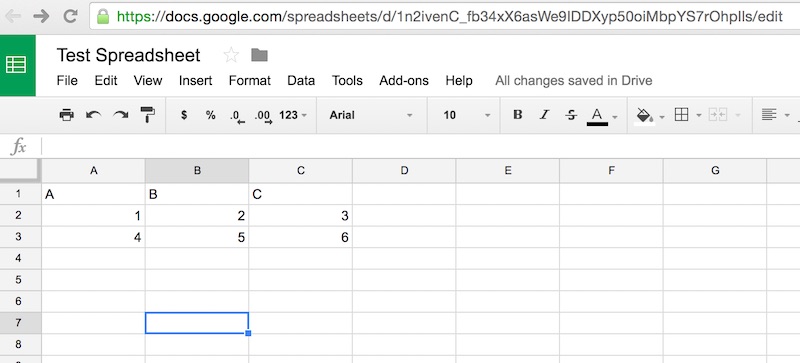 https://docs.google.com/spreadsheets/d/1n2ivenC_fb34xX6asWe9lDDXyp50oiMbpYS7rOhpIls/edit
Test Spreadsheet
File Edit View Insert Format Data Tools Add-ons Help All changes saved in Drive
$ % .0 .00 123 Arial 10 B I S A
fx
A B C D E F G
1 A B C
2 1 2 3
3 4 5 6
4
5
6
7
8